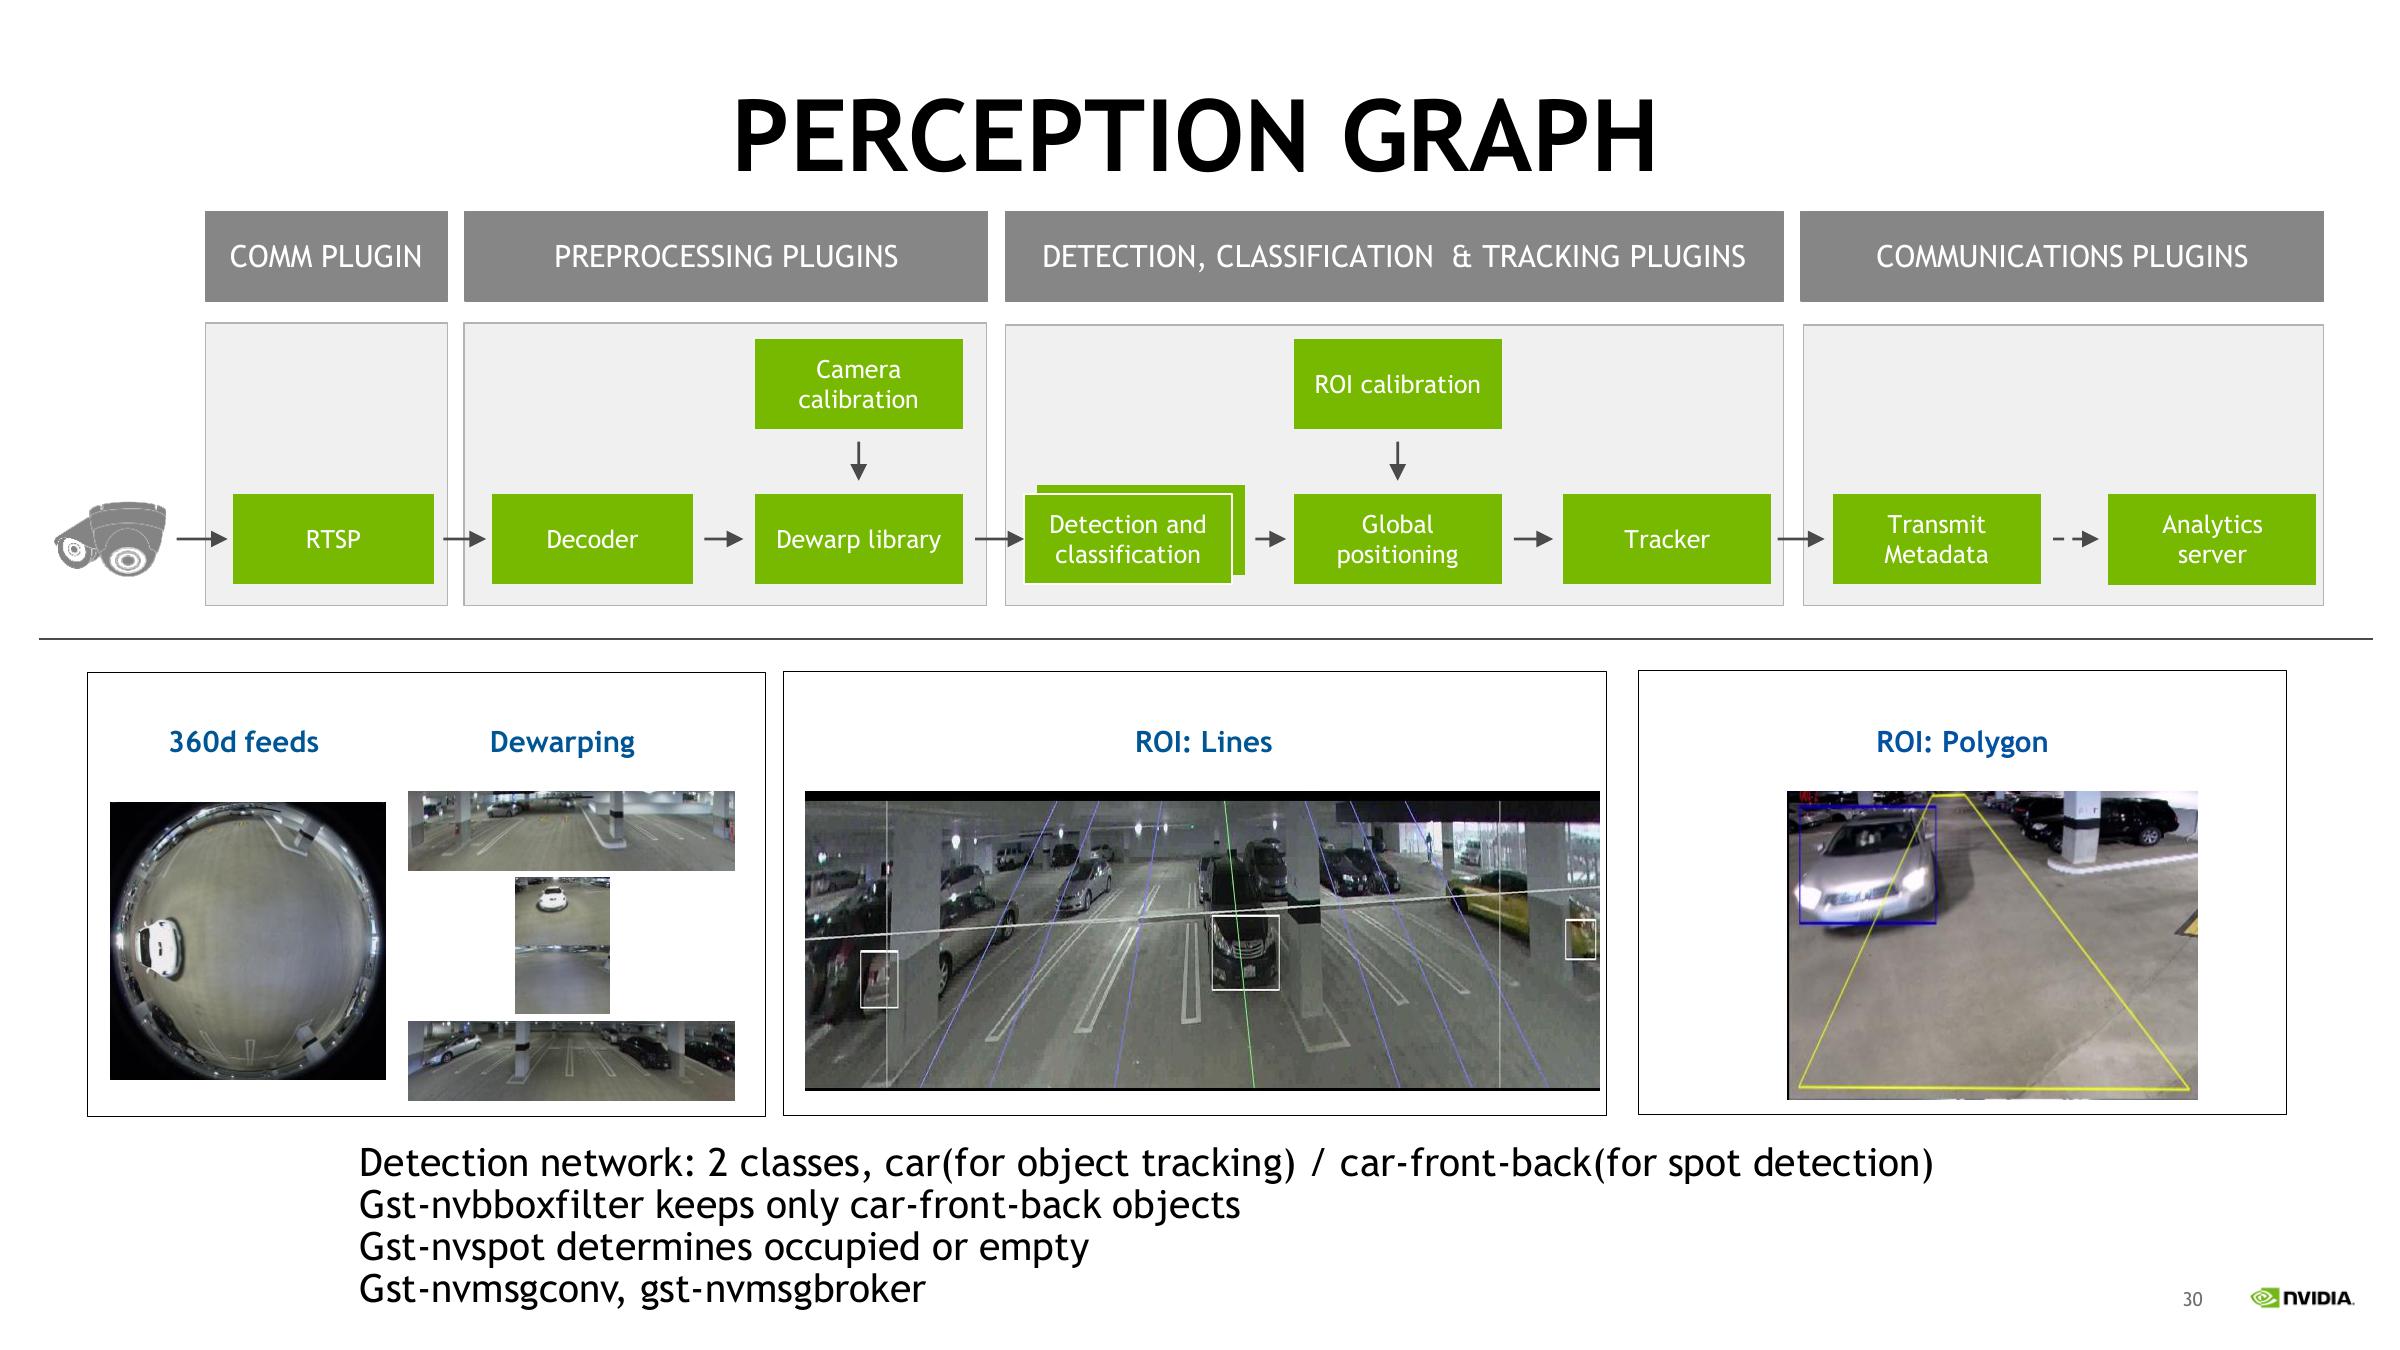 PERCEPTION GRAPH
COMM PLUGIN
PREPROCESSING PLUGINS
DETECTION, CLASSIFICATION & TRACKING PLUGINS
COMMUNICATIONS PLUGINS
Camera
calibration
ROI calibration
RTSP
Decoder
Dewarp library
Detection and
classification
Global
positioning
Tracker
Transmit
Metadata
Analytics
server
360d feeds
Dewarping
ROI: Lines
ROI: Polygon
Detection network: 2 classes, car(for object tracking) / car-front-back(for spot detection)
Gst-nvbboxfilter keeps only car-front-back objects
Gst-nvspot determines occupied or empty
Gst-nvmsgconv, gst-nvmsgbroker
30
NVIDIA.